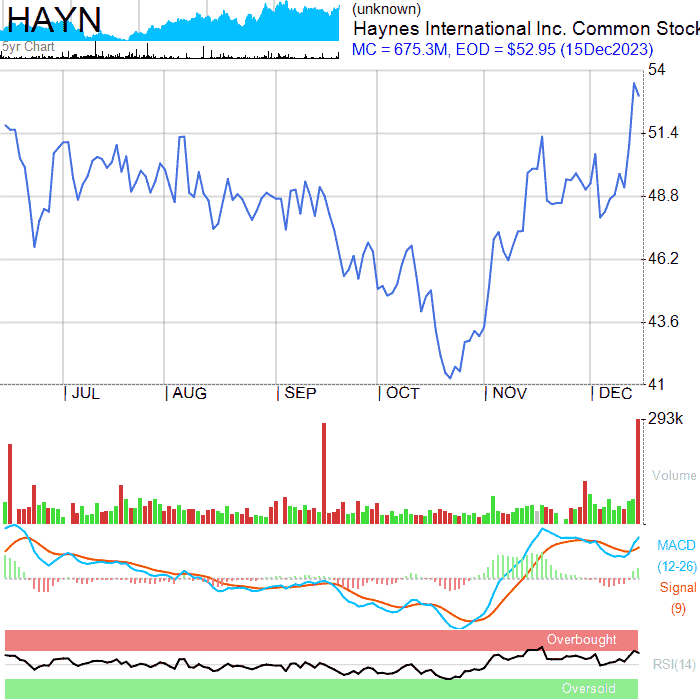 HAYN
5yr Chart
(unknown)
Haynes International Inc. Common Stock
MC = 675.3M, EOD = $52.95 (15Dec2023)
54
51.4
48.8
46.2
43.6
41
JUL AUG SEP OCT NOV DEC
293k
Volume
MACD
(12-26)
Signal
(9)
Overbought
RSI(14)
Oversold